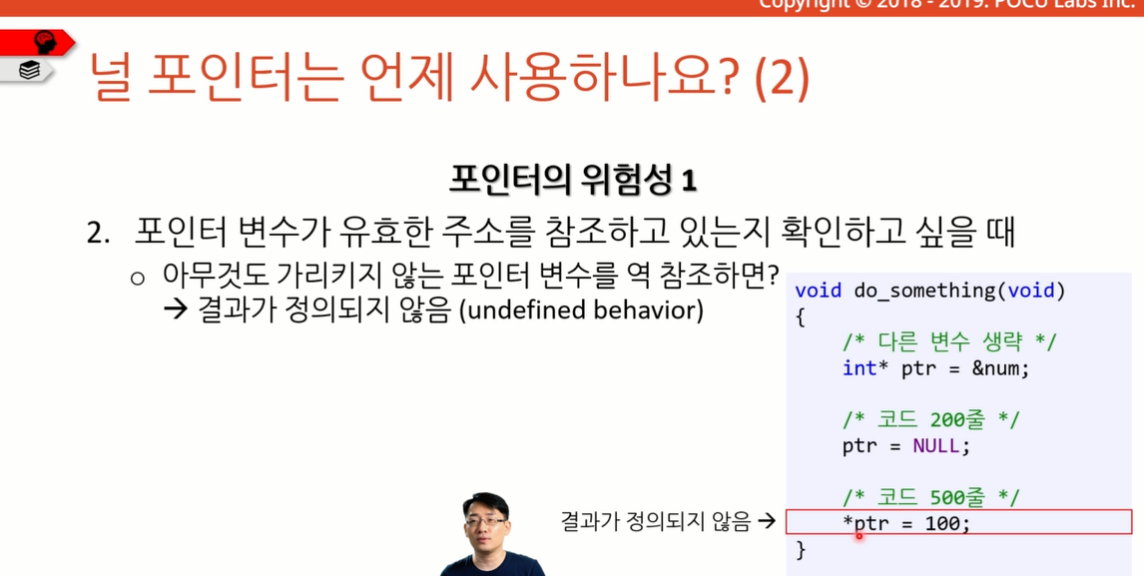 Copyright © 2018 - 2019. POCU Labs Inc.
널 포인터는 언제 사용하나요? (2)
포인터의 위험성 1
2. 포인터 변수가 유효한 주소를 참조하고 있는지 확인하고 싶을 때
o 아무것도 가리키지 않는 포인터 변수를 역 참조하면?
→ 결과가 정의되지 않음 (undefined behavior)
void do_something(void)
{
/* 다른 변수 생략 */
int* ptr = &num;
/* 코드 200줄 */
ptr = NULL;
/* 코드 500줄 */
결과가 정의되지 않음 →
*ptr = 100;
}